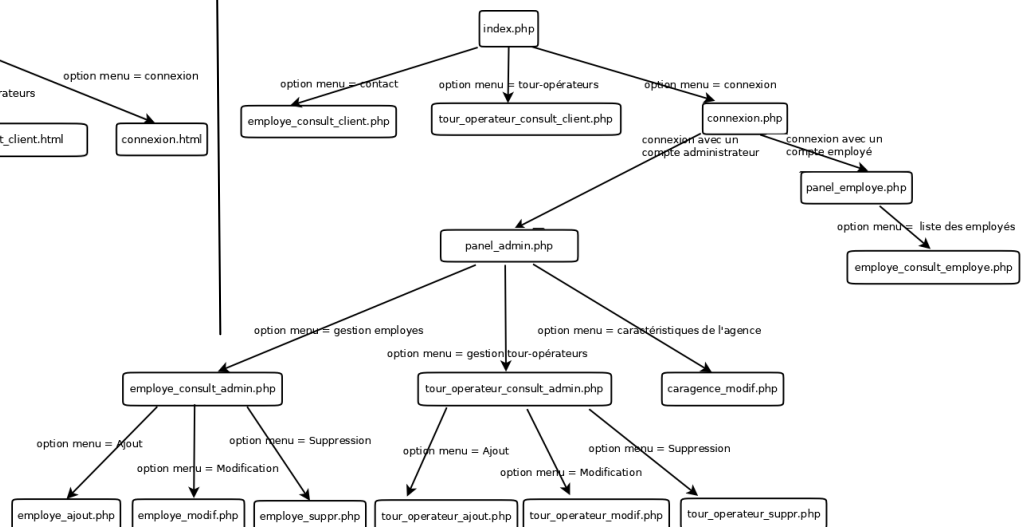 index.php
option menu = connexion
option menu = contact
option menu = tour-opérateurs
option menu = connexion
rateurs
t_client.html
connexion.html
employe_consult_client.php
tour_operateur_consult_client.php
connexion.php
connexion avec un
compte administrateur
connexion avec un
compte employé
panel_employe.php
option menu = liste des employés
panel_admin.php
employe_consult_employe.php
option menu = gestion employes
option menu = gestion tour-opérateurs
option menu = caractéristiques de l'agence
employe_consult_admin.php
tour_operateur_consult_admin.php
caragence_modif.php
option menu = Ajout
option menu = Modification
option menu = Suppression
option menu = Ajout
option menu = Modification
option menu = Suppression
employe_ajout.php
employe_modif.php
employe_suppr.php
tour_operateur_ajout.php
tour_operateur_modif.php
tour_operateur_suppr.php